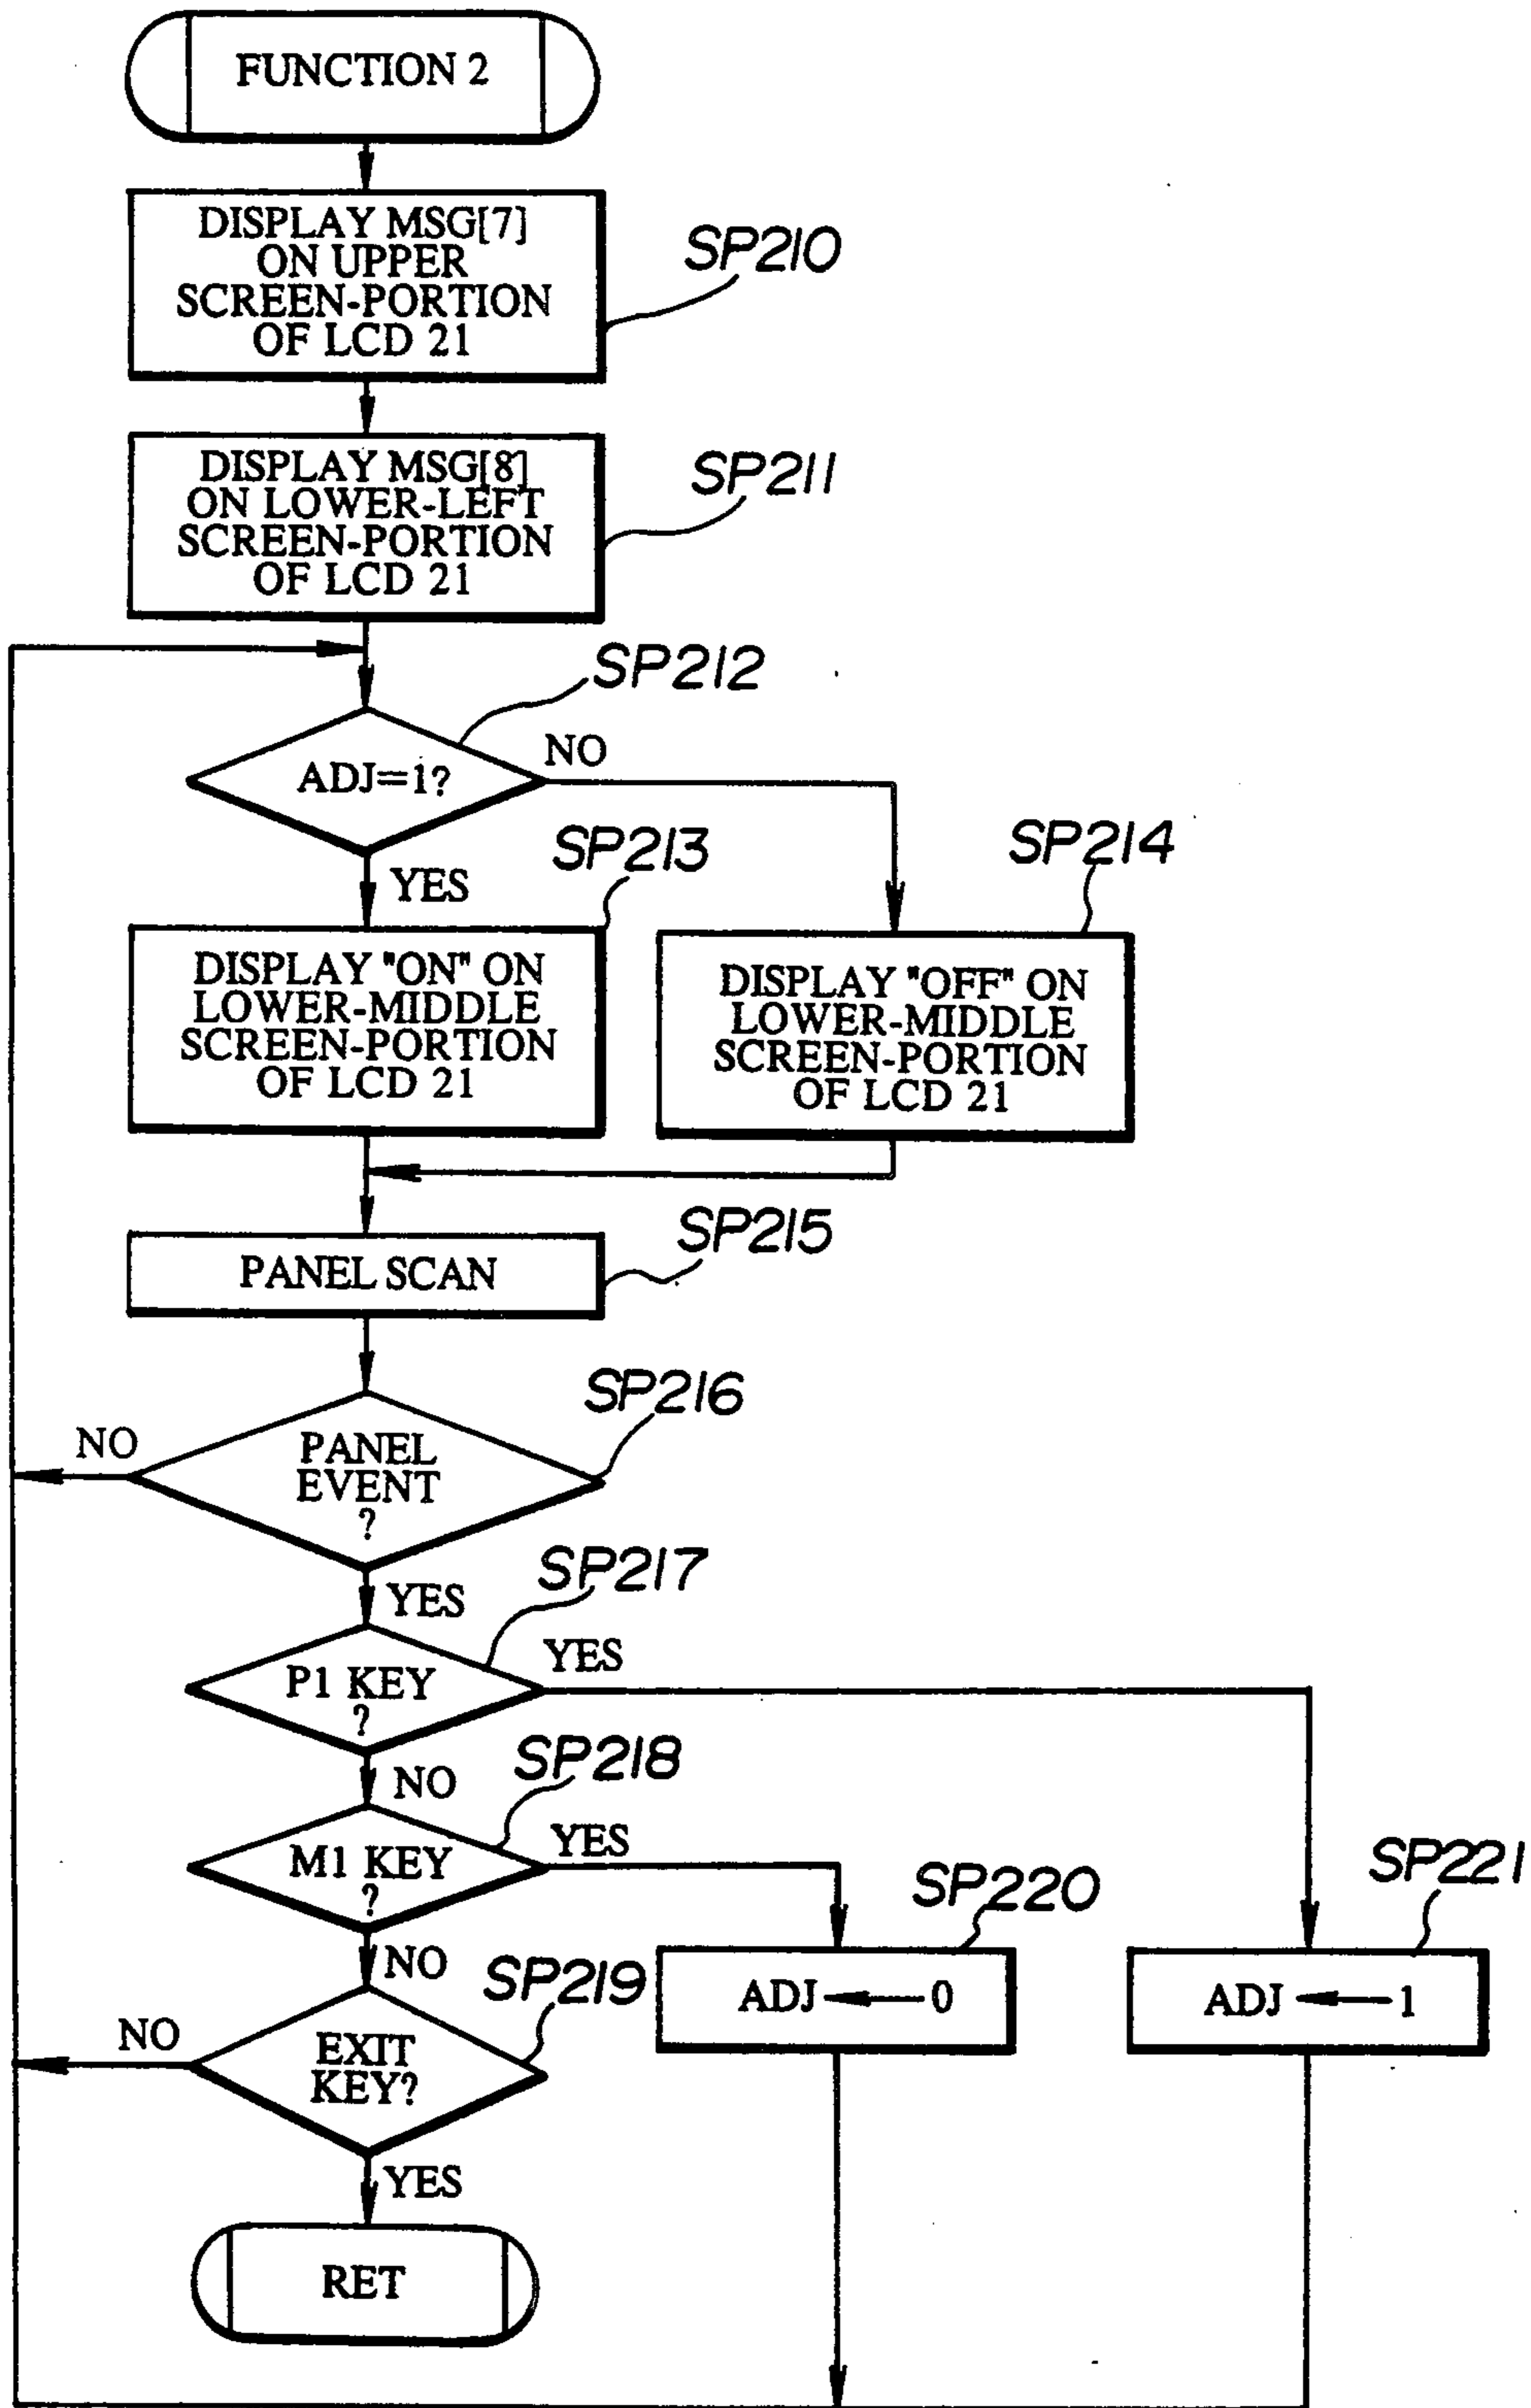 FUNCTION 2
DISPLAY MSG[7]
ON UPPER
SCREEN-PORTION
OF LCD 21
SP210
DISPLAY MSG[8]
ON LOWER-LEFT
SCREEN-PORTION
OF LCD 21
SP211
SP212
ADJ=1?
NO
YES
SP213
DISPLAY "ON" ON
LOWER-MIDDLE
SCREEN-PORTION
OF LCD 21
SP214
DISPLAY "OFF" ON
LOWER-MIDDLE
SCREEN-PORTION
OF LCD 21
SP215
PANEL SCAN
SP216
PANEL
EVENT
?
NO
YES
SP217
P1 KEY
?
YES
NO
SP218
M1 KEY
?
YES
NO
SP219
EXIT
KEY?
NO
YES
SP220
ADJ ← 0
SP221
ADJ ← 1
RET